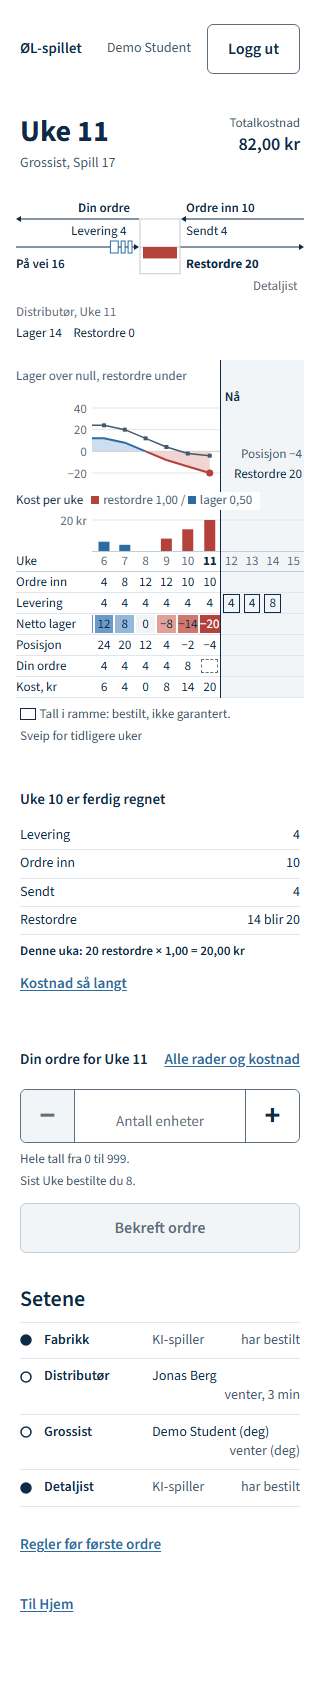 ØL-spillet Demo Student Logg ut
Uke 11
Grossist, Spill 17
Totalkostnad
82,00 kr
Din ordre Ordre inn 10
Levering 4 Sendt 4
På vei 16 Restordre 20
Detaljist
Distributør, Uke 11
Lager 14 Restordre 0
Lager over null, restordre under
Nå
40
20
0
−20
Posisjon −4
Restordre 20
Kost per uke restordre 1,00 / lager 0,50
20 kr
Uke 6 7 8 9 10 11 12 13 14 15
Ordre inn 4 8 12 12 10 10
Levering 4 4 4 4 4 4 4 4 8
Netto lager 12 8 0 −8 −14 −20
Posisjon 24 20 12 4 −2 −4
Din ordre 4 4 4 4 8
Kost, kr 6 4 0 8 14 20
Tall i ramme: bestilt, ikke garantert.
Sveip for tidligere uker
Uke 10 er ferdig regnet
Levering 4
Ordre inn 10
Sendt 4
Restordre 14 blir 20
Denne uka: 20 restordre × 1,00 = 20,00 kr
Kostnad så langt
Din ordre for Uke 11 Alle rader og kostnad
− Antall enheter +
Hele tall fra 0 til 999.
Sist Uke bestilte du 8.
Bekreft ordre
Setene
Fabrikk KI-spiller har bestilt
Distributør Jonas Berg
venter, 3 min
Grossist Demo Student (deg)
venter (deg)
Detaljist KI-spiller har bestilt
Regler før første ordre
Til Hjem